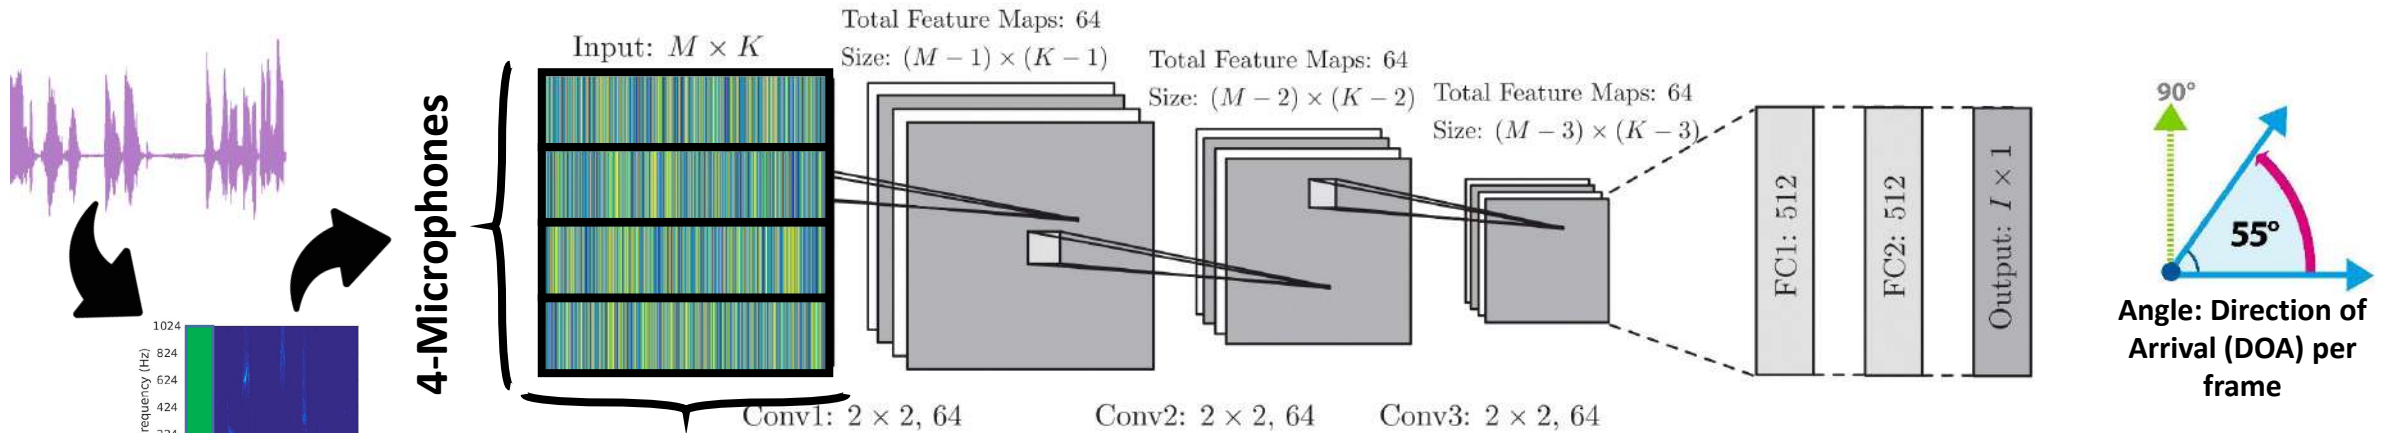 Total Feature Maps: 64
Input: M × K
Size: (M − 1) × (K − 1)
Total Feature Maps: 64
Size: (M − 2) × (K − 2)
Total Feature Maps: 64
Size: (M − 3) × (K − 3)
4-Microphones
FC1: 512
FC2: 512
Output: I × 1
90°
55°
Angle: Direction of
Arrival (DOA) per
frame
1024
824
624
424
Conv1: 2 × 2, 64
Conv2: 2 × 2, 64
Conv3: 2 × 2, 64